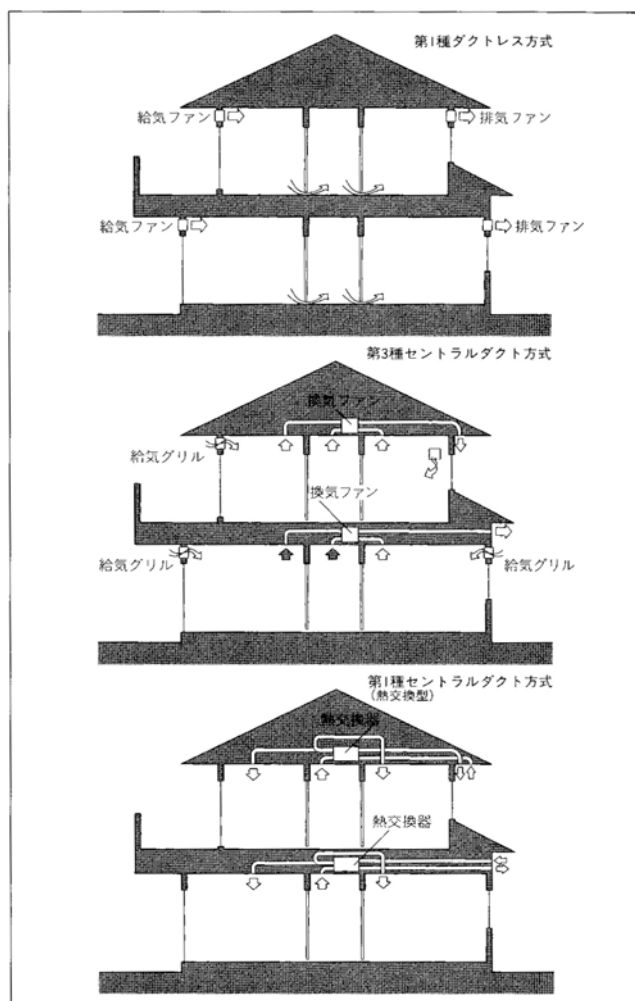 第1種ダクトレス方式
給気ファン
排気ファン
給気ファン
排気ファン
第3種セントラルダクト方式
換気ファン
給気グリル
換気ファン
給気グリル
給気グリル
第1種セントラルダクト方式
(熱交換型)
熱交換器
熱交換器